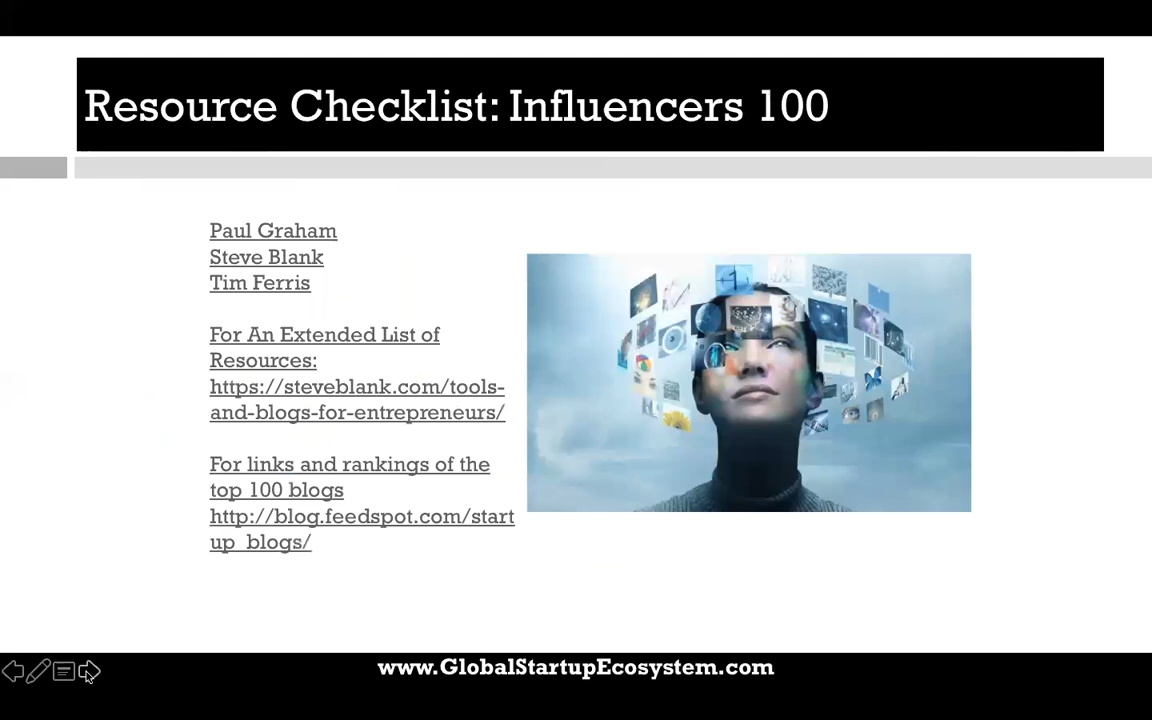 Resource Checklist: Influencers 100
Paul Graham
Steve Blank
Tim Ferris
For An Extended List of
Resources:
https://steveblank.com/tools-
and-blogs-for-entrepreneurs/
For links and rankings of the
top 100 blogs
http://blog.feedspot.com/start
up_blogs/
www.GlobalStartupEcosystem.com